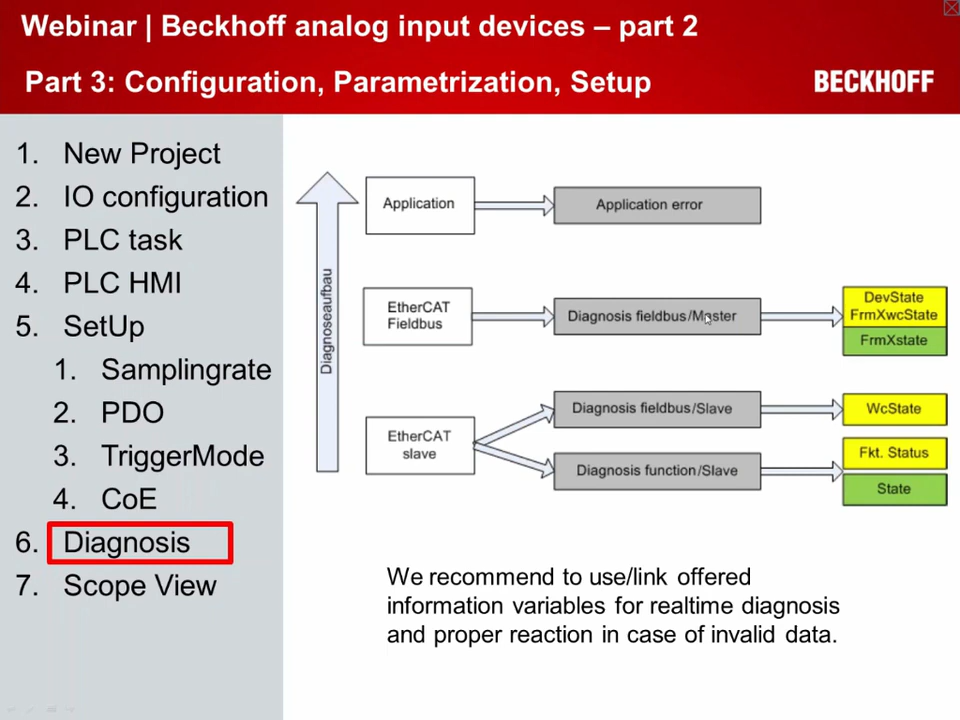 Webinar | Beckhoff analog input devices – part 2
Part 3: Configuration, Parametrization, Setup
BECKHOFF
1. New Project
2. IO configuration
3. PLC task
4. PLC HMI
5. SetUp
1. Samplingrate
2. PDO
3. TriggerMode
4. CoE
6. Diagnosis
7. Scope View
Diagnoseaufbau
Application
Application error
EtherCAT
Fieldbus
Diagnosis fieldbus/Master
DevState
FrmXwcState
FrmXstate
EtherCAT
slave
Diagnosis fieldbus/Slave
WcState
Diagnosis function/Slave
Fkt. Status
State
We recommend to use/link offered
information variables for realtime diagnosis
and proper reaction in case of invalid data.